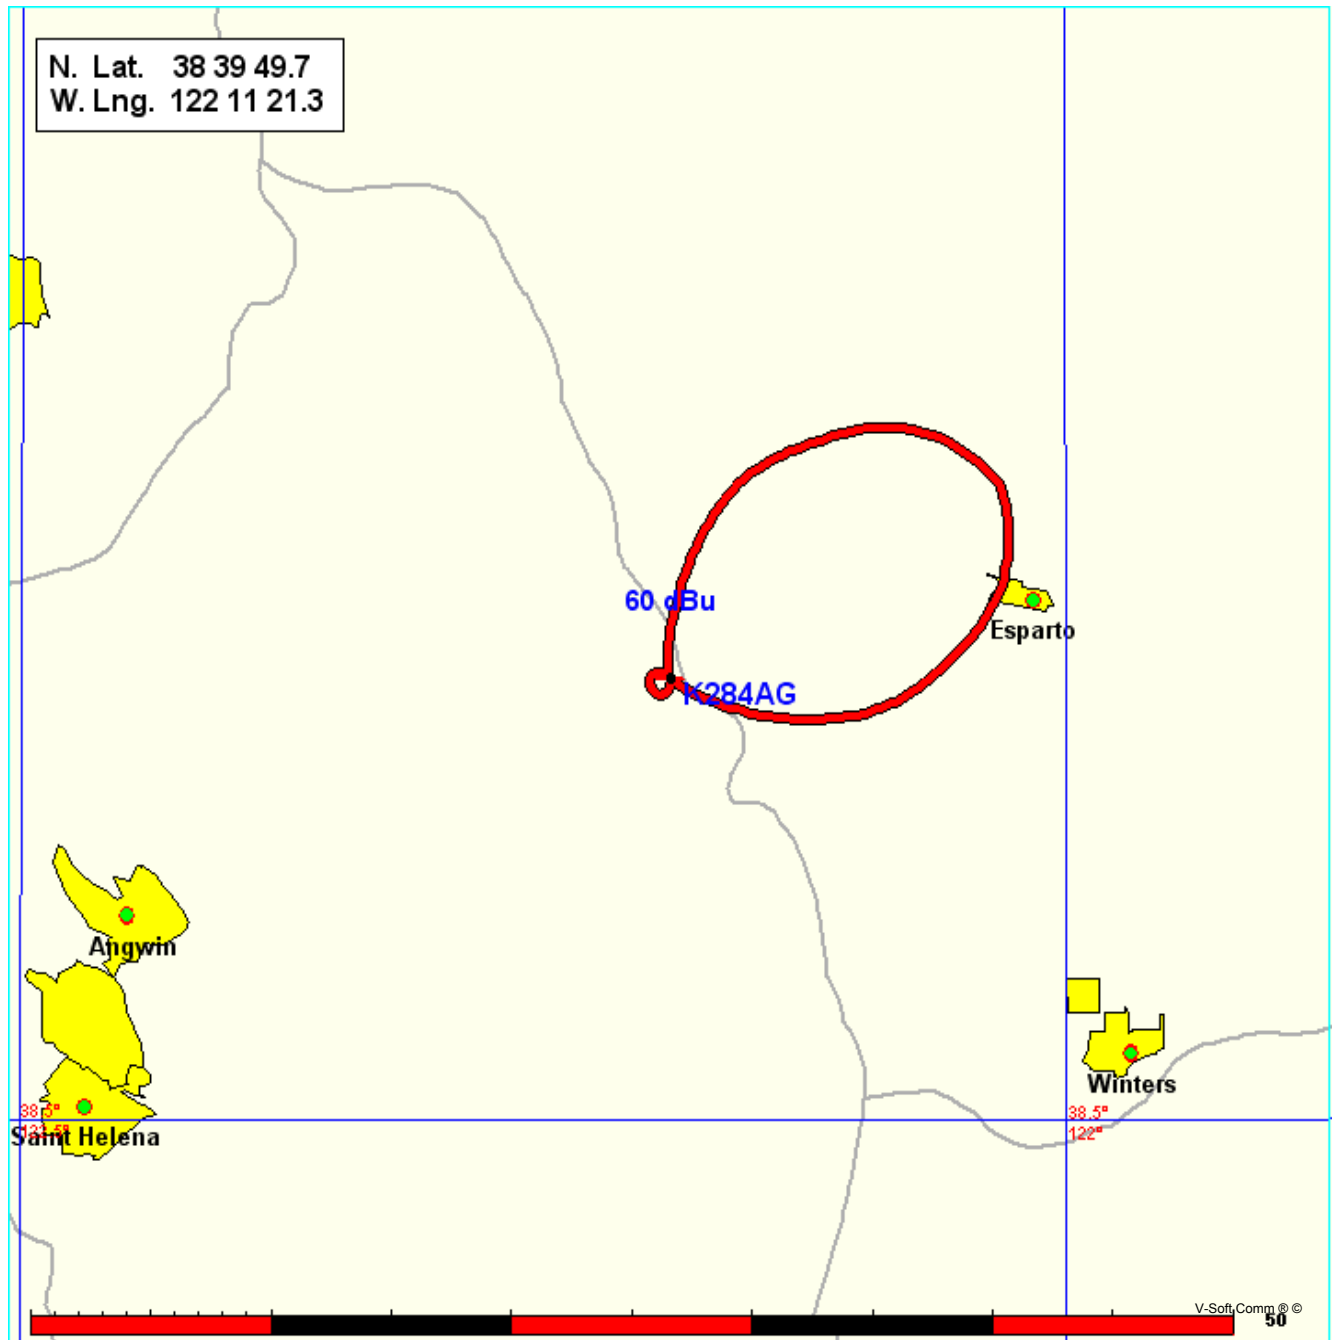 N. Lat. 38 39 49.7
W. Lng. 122 11 21.3
60 dBu
Esparto
K284AG
Angwin
Winters
38.5°
122.5°
Saint Helena
38.5°
122°
V-Soft Comm ® ©
50